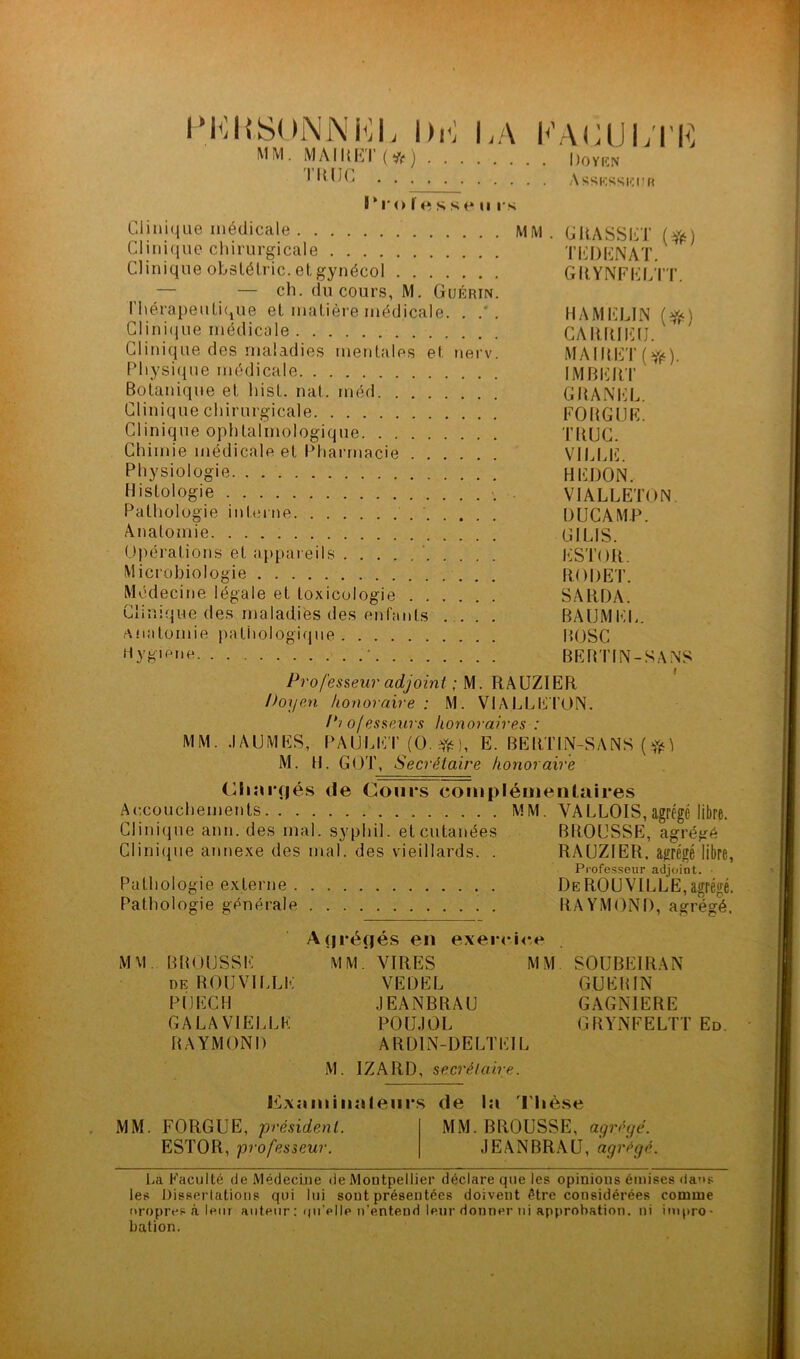 PERSONNEL DE LA FACULTÉ
MM. MAIRET (✻) . . . . . . . . Doyen
TRUC . . . . . . . . . . . Assesseur
Professeurs
Clinique médicale . . . . . . . . . . . . . MM. GRASSET (✻)
Clinique chirurgicale . . . . . . . . . . . TEDENAT.
Clinique obstétric. et gynécol . . . . . . . GRYNFELTT.
— — ch. du cours, M. Guérin.
Thérapeutique et matière médicale. . . . HAMELIN (✻)
Clinique médicale . . . . . . . . . . . . . CARRIEU.
Clinique des maladies mentales et nerv. MAIRET (✻).
Physique médicale. . . . . . . . . . . . . IMBERT
Botanique et hist. nat. méd. . . . . . . . GRANEL.
Clinique chirurgicale. . . . . . . . . . . . FORGUE.
Clinique ophtalmologique. . . . . . . . . TRUC.
Chimie médicale et Pharmacie . . . . . . VILLE.
Physiologie. . . . . . . . . . . . . . . . . HEDON.
Histologie . . . . . . . . . . . . . . . . . VIALLETON.
Pathologie interne. . . . . . . . . . . . . DUCAMP.
Anatomie. . . . . . . . . . . . . . . . . . GILIS.
Opérations et appareils . . . . . . . . . . ESTOR.
Microbiologie . . . . . . . . . . . . . . . RODET.
Médecine légale et toxicologie . . . . . . SARDA.
Clinique des maladies des enfants . . . . . BAUMEL.
Anatomie pathologique . . . . . . . . . . BOSC
Hygiène. . . . . . . . . . . . . . . . . . . BERTIN-SANS
Professeur adjoint : M. RAUZIER
Doyen honoraire : M. VIALLETON.
Professeurs honoraires :
MM. JAUMES, PAULET (O. ✻), E. BERTIN-SANS (✻)
M. H. GOT, Secrétaire honoraire
Chargés de Cours complémentaires
Accouchements. . . . . . . . . . . . . . . MM. VALLOIS, agrégé libre.
Clinique ann. des mal. syphil. et cutanées BROUSSE, agrégé
Clinique annexe des mal. des vieillards. . RAUZIER, agrégé libre,
Professeur adjoint.
Pathologie externe . . . . . . . . . . . . . De ROUVILLE, agrégé.
Pathologie générale . . . . . . . . . . . . RAYMOND, agrégé.
Agrégés en exercice
MM. BROUSSE MM. VIRES MM. SOUBEIRAN
de ROUVILLE VEDEL GUERIN
PUECH JEANBRAU GAGNIERE
GALAVIELLE POUJOL GRYNFELTT Ed.
RAYMOND ARDIN-DELTEIL
M. IZARD, secrétaire.
Examinateurs de la Thèse
MM. FORGUE, président. MM. BROUSSE, agrégé.
ESTOR, professeur. JEANBRAU, agrégé.
La Faculté de Médecine de Montpellier déclare que les opinions émises dans
les Dissertations qui lui sont présentées doivent être considérées comme
propres à leur auteur ; qu'elle n'entend leur donner ni approbation, ni impro-
bation.